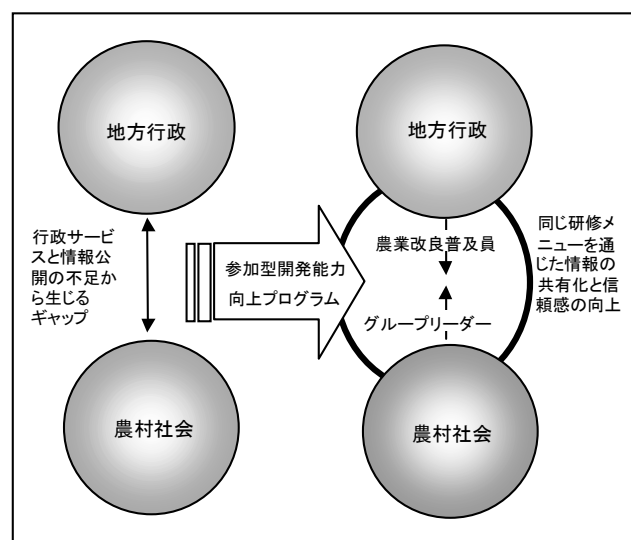 地方行政
行政サービ
スと情報公
開の不足か
ら生じる
ギャップ
農村社会
参加型開発能力
向上プログラム
地方行政
農業改良普及員
グループリーダー
農村社会
同じ研修メ
ニューを通
じた情報の
共有化と信
頼感の向上